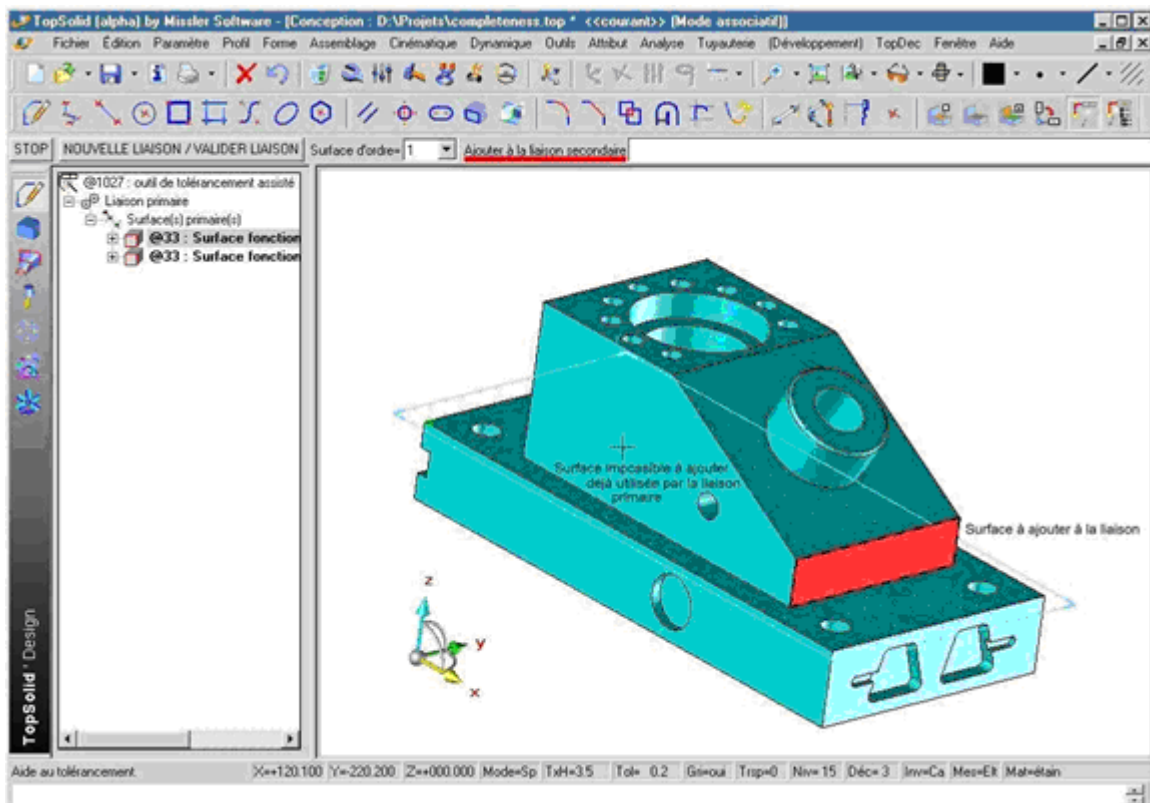 TopSolid (alpha) by Missler Software - [Conception : D:\Projets\completeness.top * <<courant>> (Mode associatif)]
Fichier Édition Paramètre Profil Forme Assemblage Cinématique Dynamique Outils Attribut Analyse Tuyauterie (Développement) TopDec Fenêtre Aide
STOP NOUVELLE LIAISON / VALIDER LIAISON Surface d'ordre= 1 Ajouter à la liaison secondaire
@1027 : outil de tolérancement assisté
Liaison primaire
Surface(s) primaire(s)
@33 : Surface fonction
@33 : Surface fonction
Surface impossible à ajouter
dejà utilisée par la liaison
primaire
Surface à ajouter à la liaison
z
y
x
TopSolid'Design
Aide au tolérancement. X=+120.100 Y=-220.200 Z=+000.000 Mode=Sp TxH=3.5 Tol= 0.2 Gri=oui Trsp=0 Niv= 15 Déc= 3 Inv=Ca Mes=Elt Mat=étain